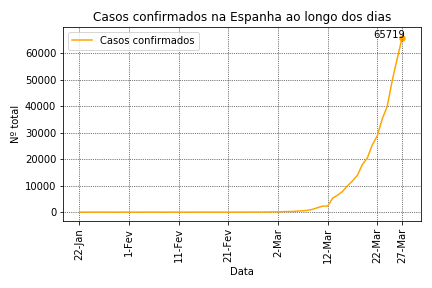 Casos confirmados na Espanha ao longo dos dias
Casos confirmados
65719
60000
50000
40000
30000
20000
10000
0
Nº total
22-Jan
1-Fev
11-Fev
21-Fev
2-Mar
12-Mar
22-Mar
27-Mar
Data